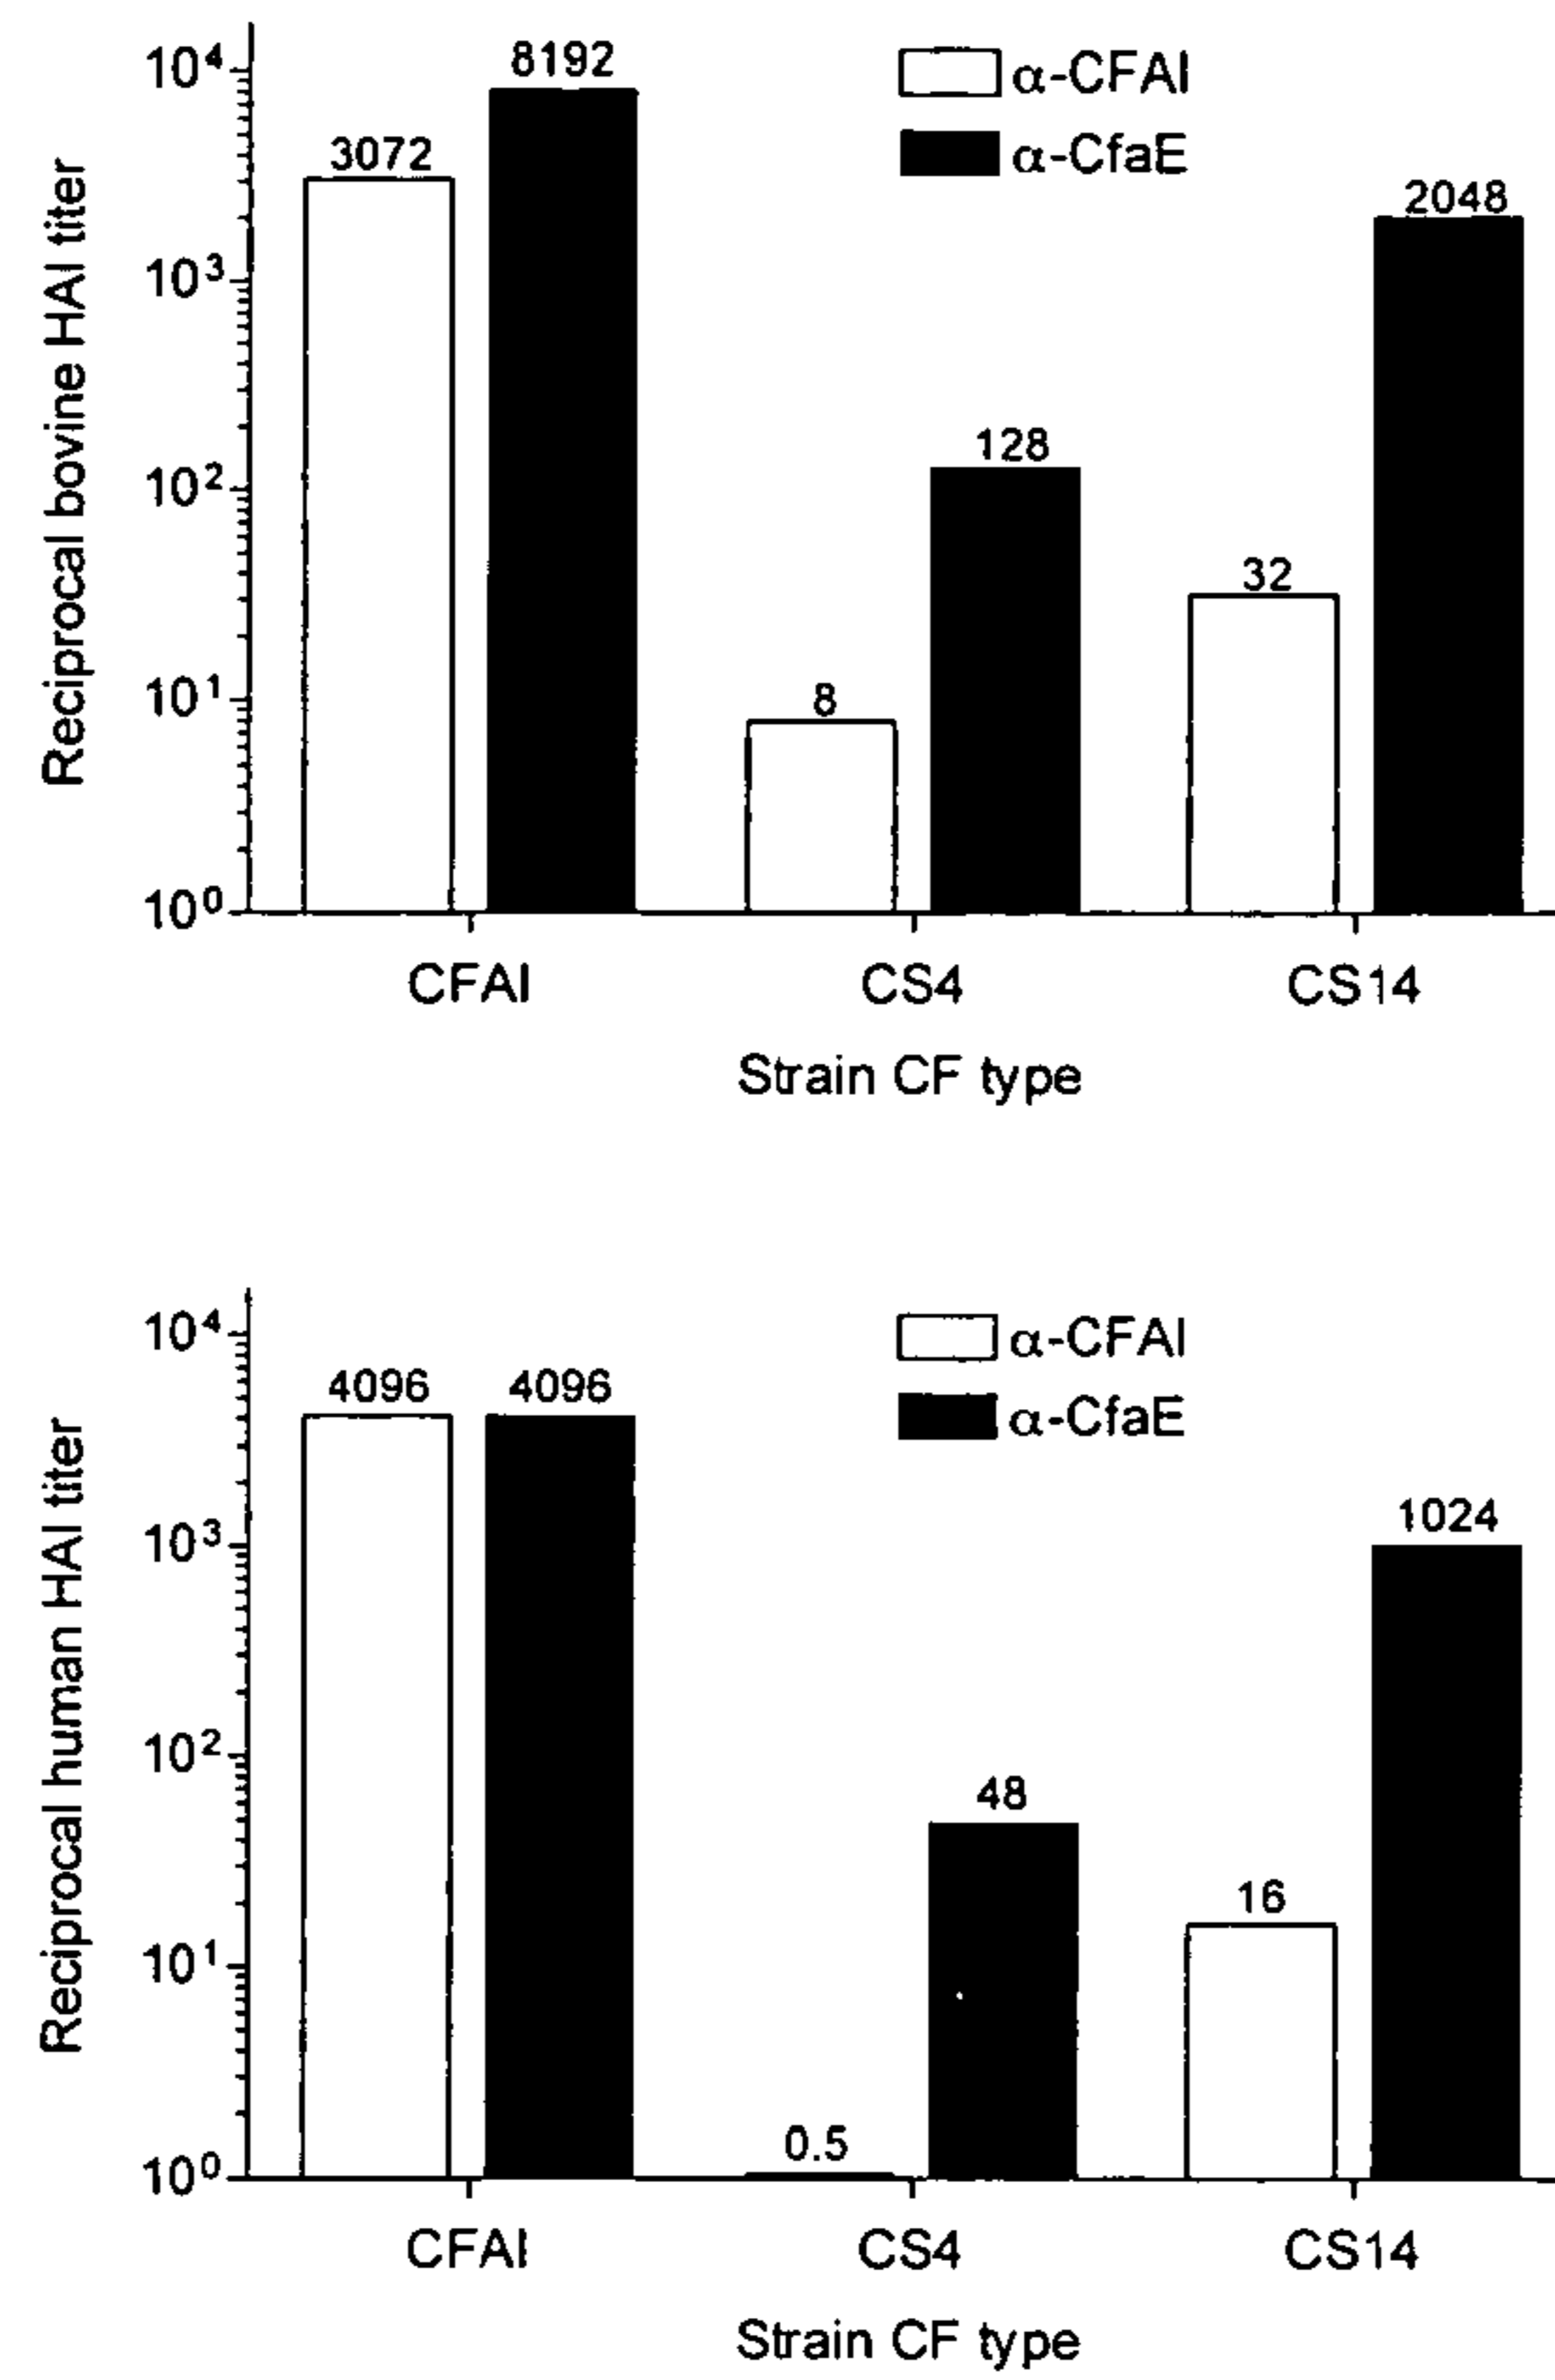 Reciprocal bovine HAI titer
10⁴
10³
10²
10¹
10⁰
α-CFAI
α-CfaE
3072
8192
8
128
32
2048
CFAI
CS4
CS14
Strain CF type
Reciprocal human HAI titer
10⁴
10³
10²
10¹
10⁰
α-CFAI
α-CfaE
4096
4096
0.5
48
16
1024
CFAI
CS4
CS14
Strain CF type